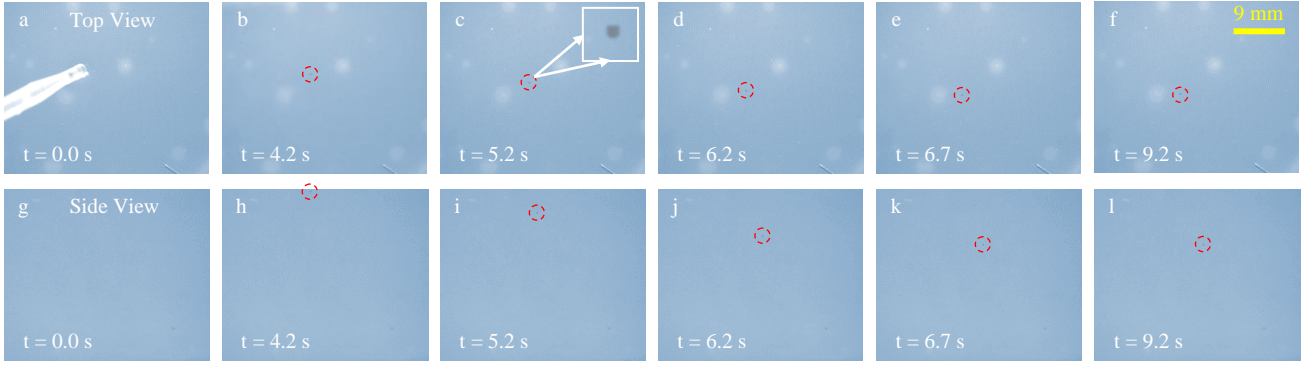 a Top View
b
c
d
e
f
9 mm
t = 0.0 s
t = 4.2 s
t = 5.2 s
t = 6.2 s
t = 6.7 s
t = 9.2 s
g Side View
h
i
j
k
l
t = 0.0 s
t = 4.2 s
t = 5.2 s
t = 6.2 s
t = 6.7 s
t = 9.2 s